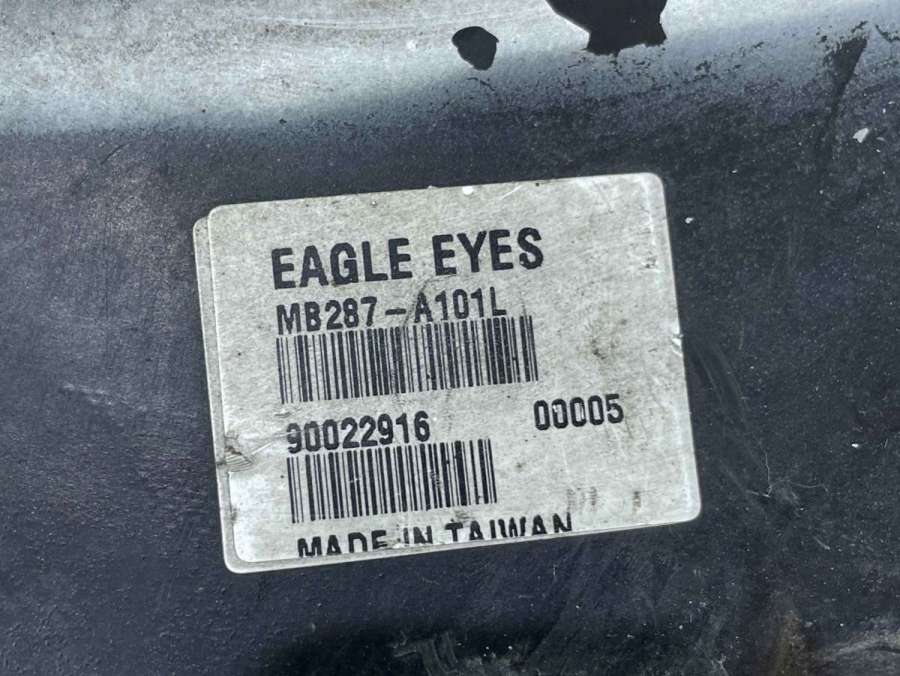 EAGLE EYES
MB287-A101L
90022916 00005
MADE IN TAIWAN